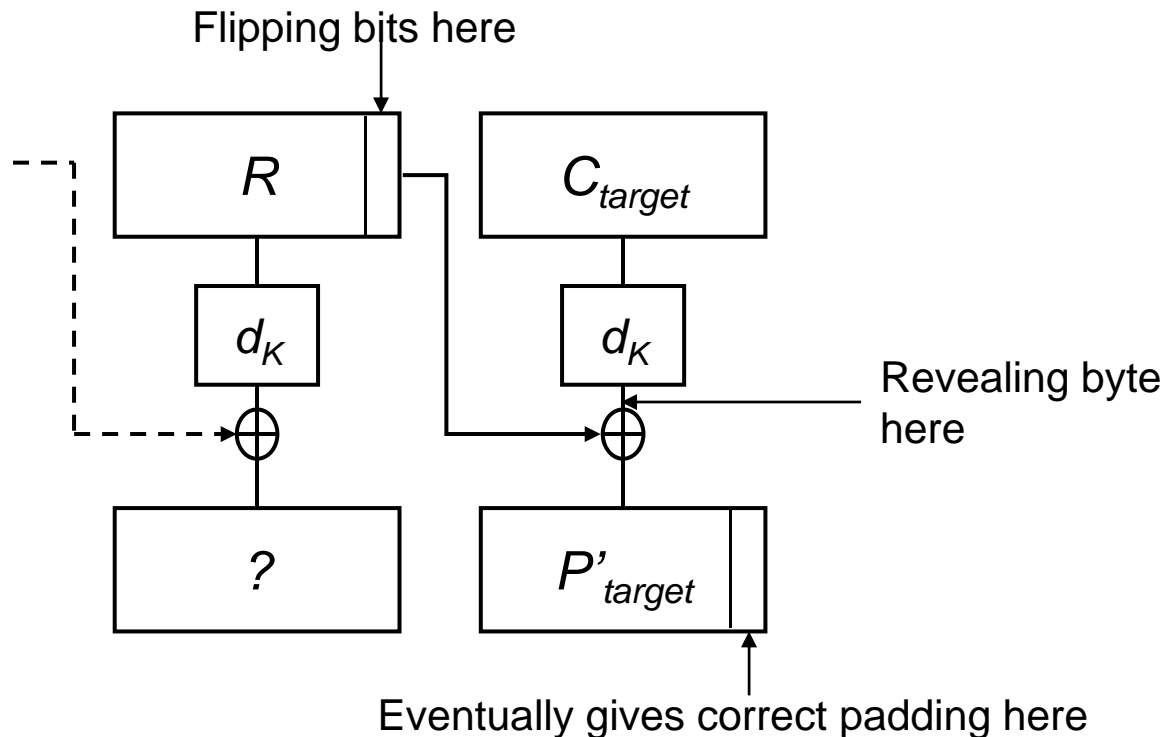 Flipping bits here
R
C_target
d_K
d_K
Revealing byte
here
?
P'_target
Eventually gives correct padding here